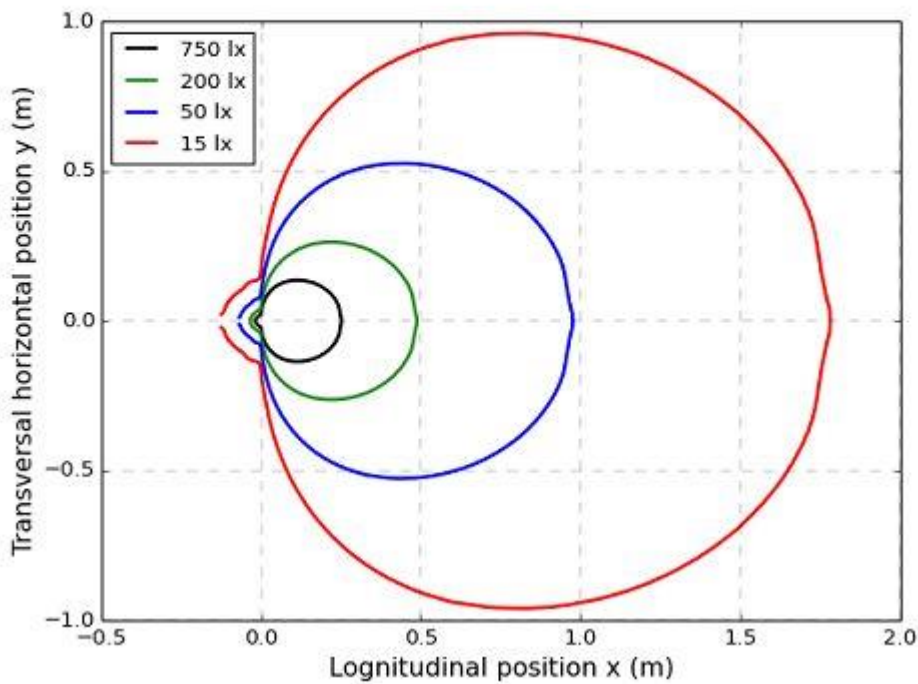 1.0
750 lx
200 lx
50 lx
15 lx
0.5
0.0
−0.5
−1.0
Transversal horizontal position y (m)
−0.5 0.0 0.5 1.0 1.5 2.0
Lognitudinal position x (m)